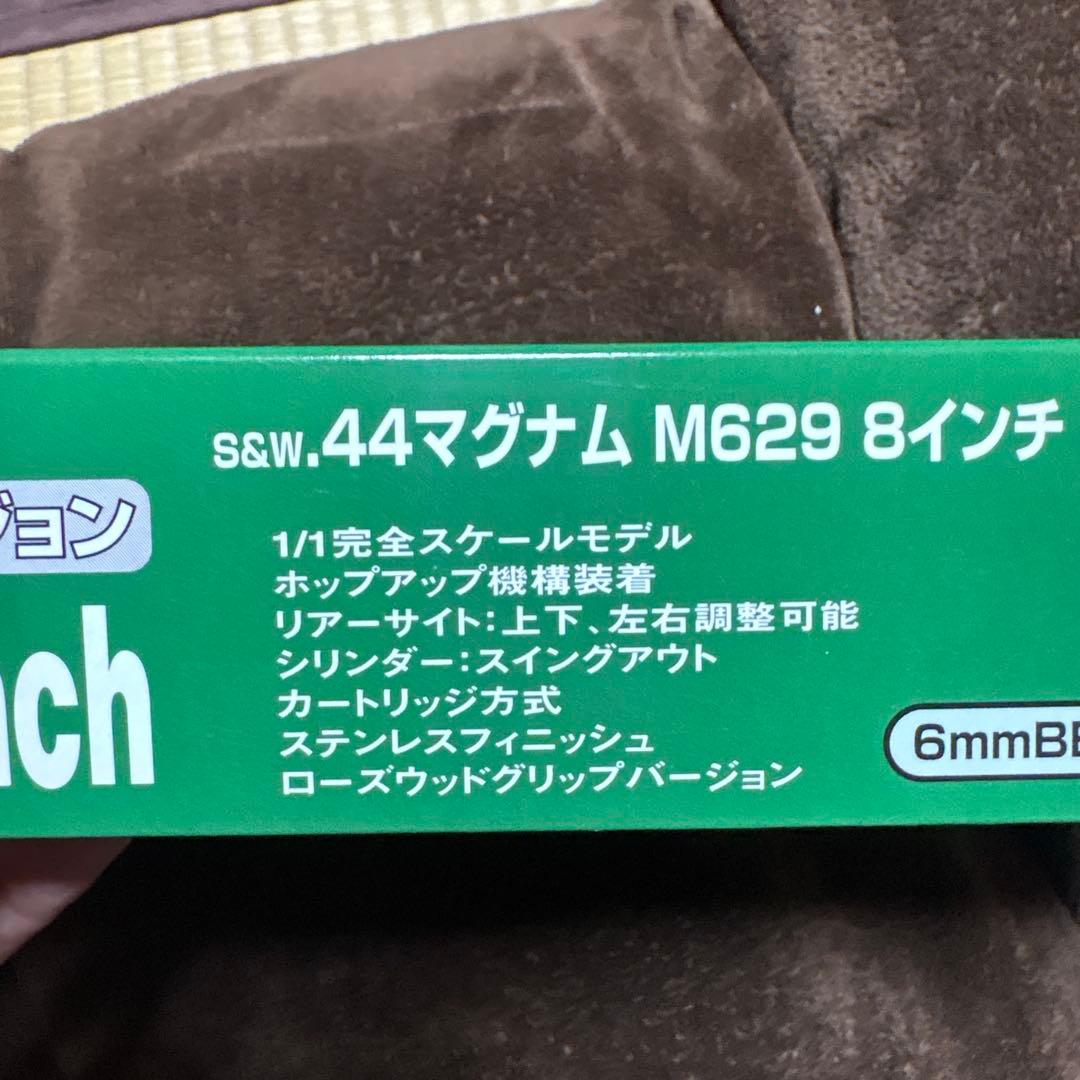 S&W.44マグナム M629 8インチ
ジョン
1/1完全スケールモデル
ホップアップ機構装着
リアーサイト:上下、左右調整可能
シリンダー:スイングアウト
カートリッジ方式
ステンレスフィニッシュ
ローズウッドグリップバージョン
nch
6mmBB